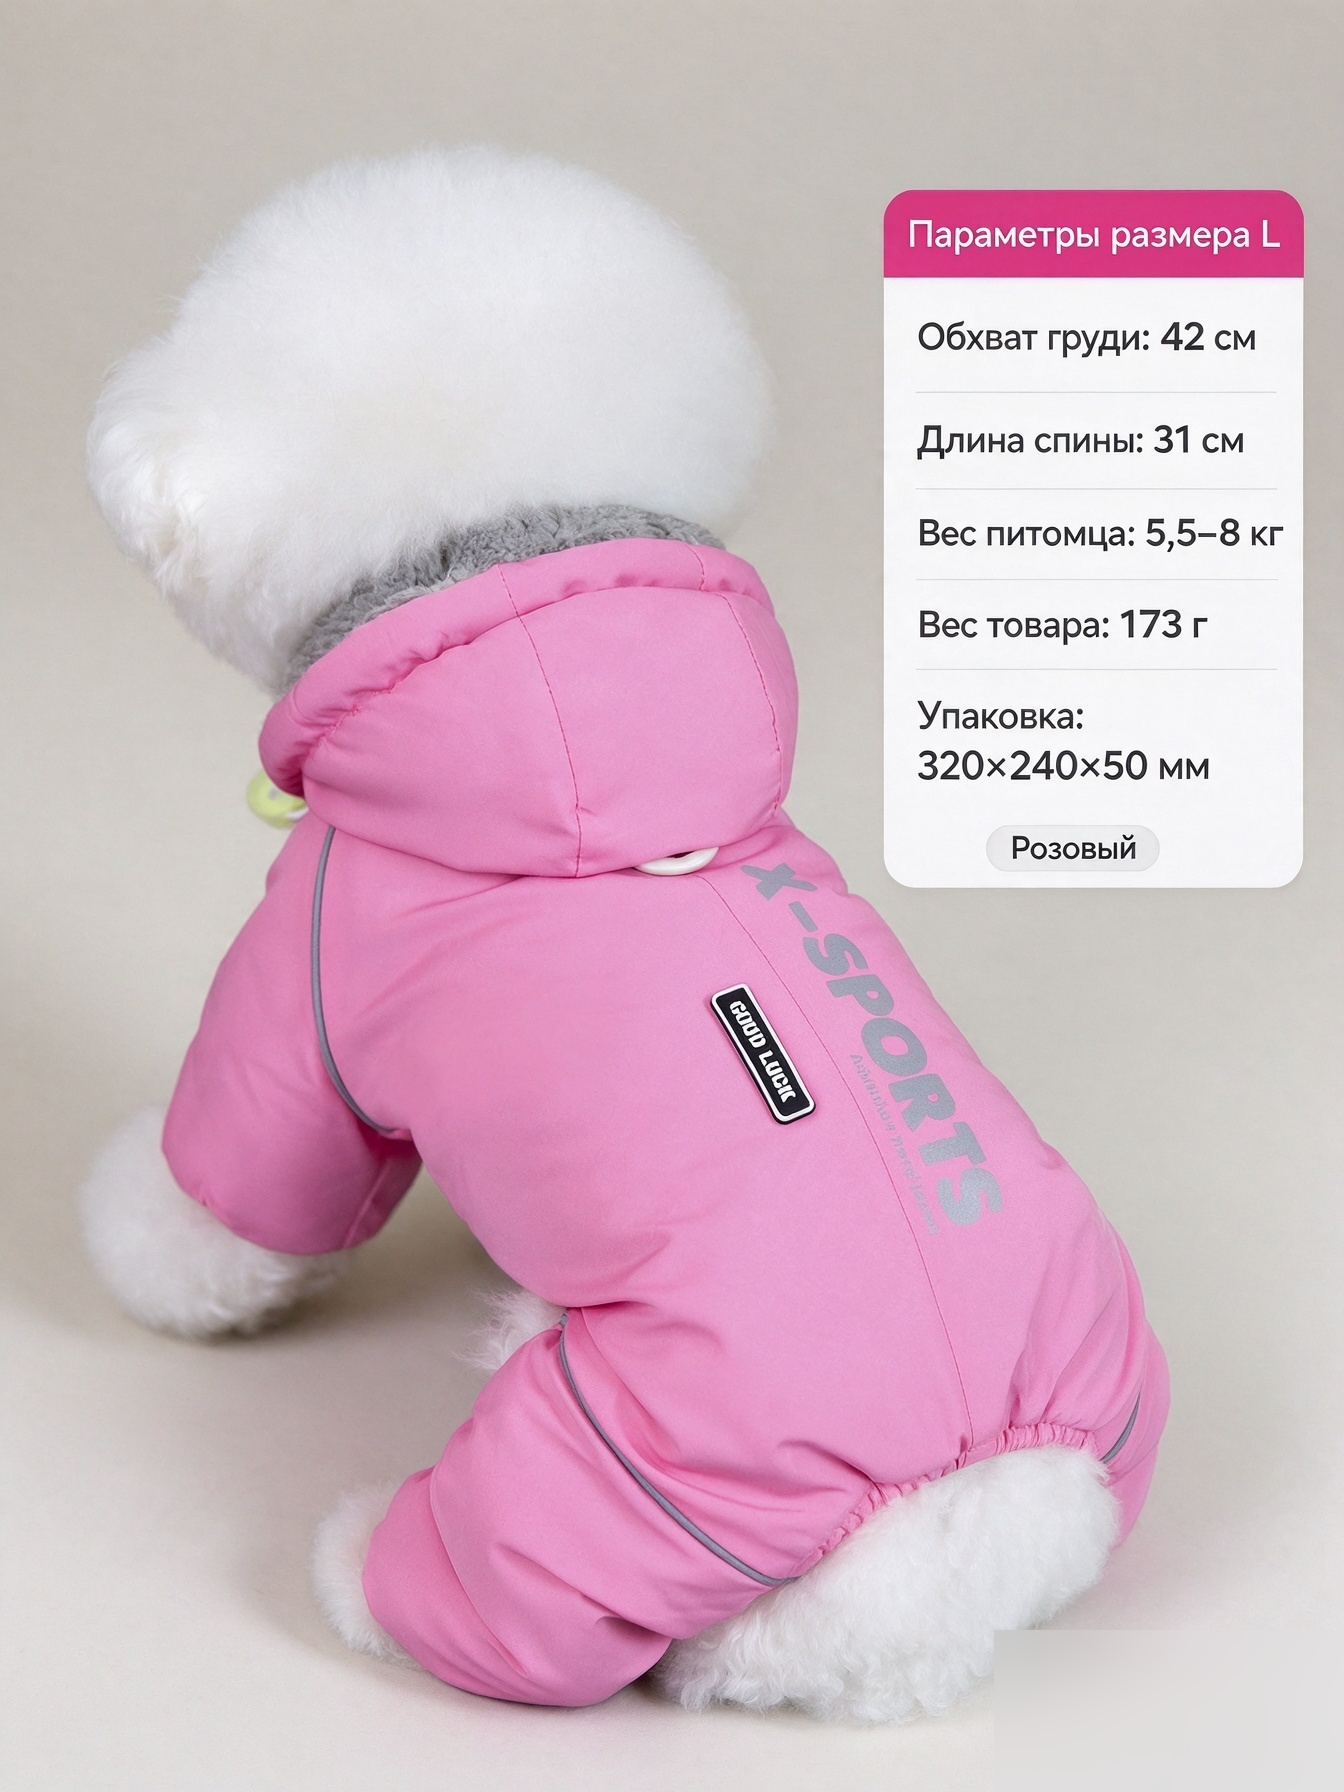 Параметры размера L
Обхват груди: 42 см
Длина спины: 31 см
Вес питомца: 5,5–8 кг
Вес товара: 173 г
Упаковка:
320×240×50 мм
Розовый
X-SPORTS
GOUD LUCK